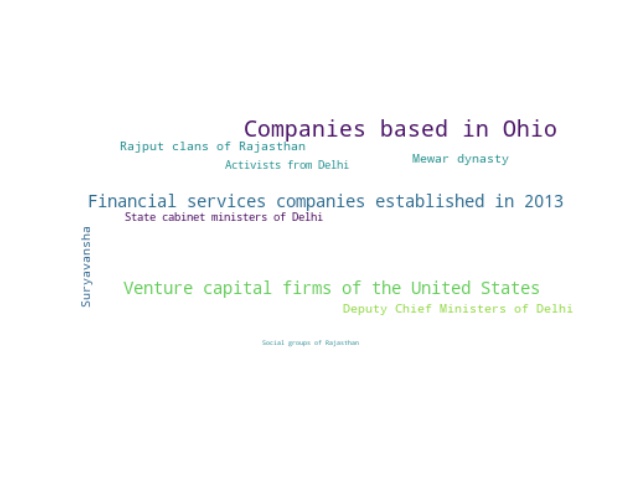 Companies based in Ohio
Rajput clans of Rajasthan
Mewar dynasty
Activists from Delhi
Financial services companies established in 2013
State cabinet ministers of Delhi
Suryavansha
Venture capital firms of the United States
Deputy Chief Ministers of Delhi
Social groups of Rajasthan